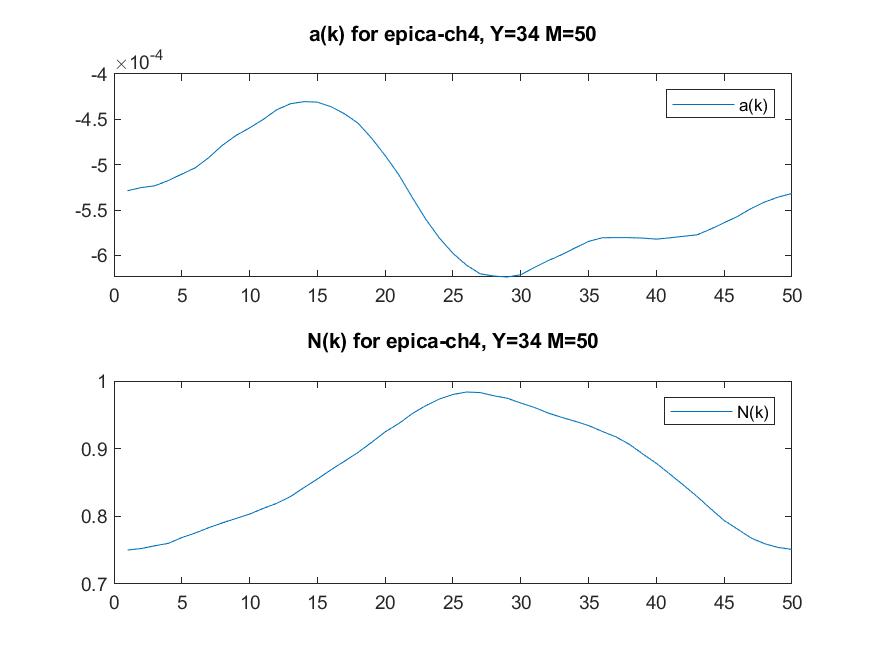 a(k) for epica-ch4, Y=34 M=50
×10-4
-4
-4.5
-5
-5.5
-6
a(k)
0 5 10 15 20 25 30 35 40 45 50
N(k) for epica-ch4, Y=34 M=50
1
0.9
0.8
0.7
N(k)
0 5 10 15 20 25 30 35 40 45 50